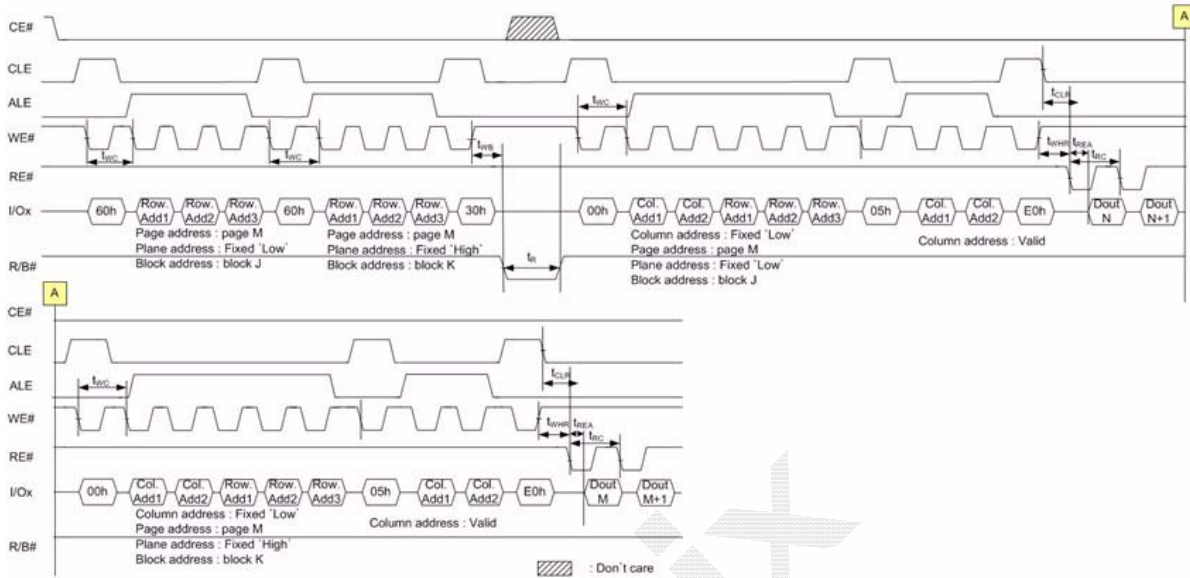 CE#
A
CLE
tCLR
ALE
tWC
WE#
tWC tWC tWB tWHR tREA tRC
RE#
I/Ox 60h Row. Add1 Row. Add2 Row. Add3 60h Row. Add1 Row. Add2 Row. Add3 30h 00h Col. Add1 Col. Add2 Row. Add1 Row. Add2 Row. Add3 05h Col. Add1 Col. Add2 E0h Dout N Dout N+1
Page address : page M
Plane address : Fixed 'Low'
Block address : block J
Page address : page M
Plane address : Fixed 'High'
Block address : block K
Column address : Fixed 'Low'
Page address : page M
Plane address : Fixed 'Low'
Block address : block J
Column address : Valid
R/B# tR
A
CE#
CLE
tCLR
ALE
tWC
WE#
tWHR tREA tRC
RE#
I/Ox 00h Col. Add1 Col. Add2 Row. Add1 Row. Add2 Row. Add3 05h Col. Add1 Col. Add2 E0h Dout M Dout M+1
Column address : Fixed 'Low'
Page address : page M
Plane address : Fixed 'High'
Block address : block K
Column address : Valid
R/B#
: Don't care